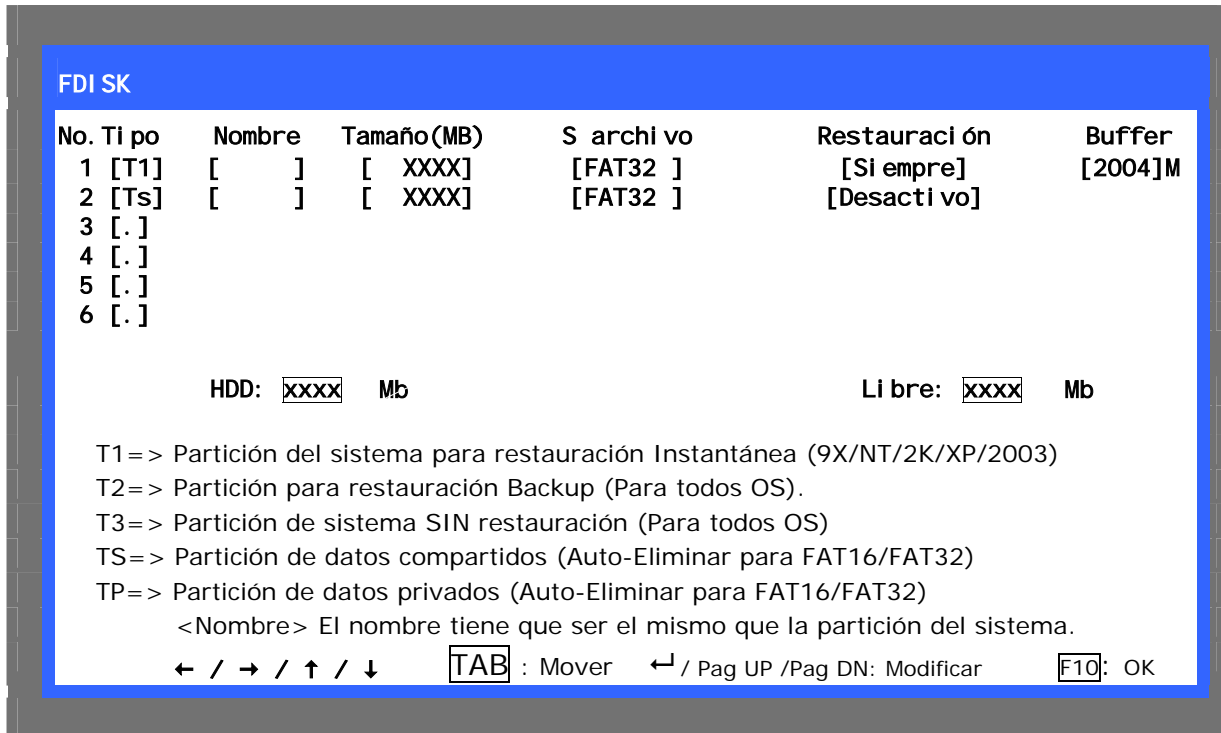 FDISK
No. Tipo Nombre Tamaño(MB) S archivo Restauración Buffer
1 [T1] [ ] [ XXXX] [FAT32 ] [Siempre] [2004]M
2 [Ts] [ ] [ XXXX] [FAT32 ] [Desactivo]
3 [.]
4 [.]
5 [.]
6 [.]
HDD: xxxx Mb Libre: xxxx Mb
T1=> Partición del sistema para restauración Instantánea (9X/NT/2K/XP/2003)
T2=> Partición para restauración Backup (Para todos OS).
T3=> Partición de sistema SIN restauración (Para todos OS)
TS=> Partición de datos compartidos (Auto-Eliminar para FAT16/FAT32)
TP=> Partición de datos privados (Auto-Eliminar para FAT16/FAT32)
<Nombre> El nombre tiene que ser el mismo que la partición del sistema.
← / → / ↑ / ↓ TAB : Mover ↵ / Pag UP /Pag DN: Modificar F10: OK